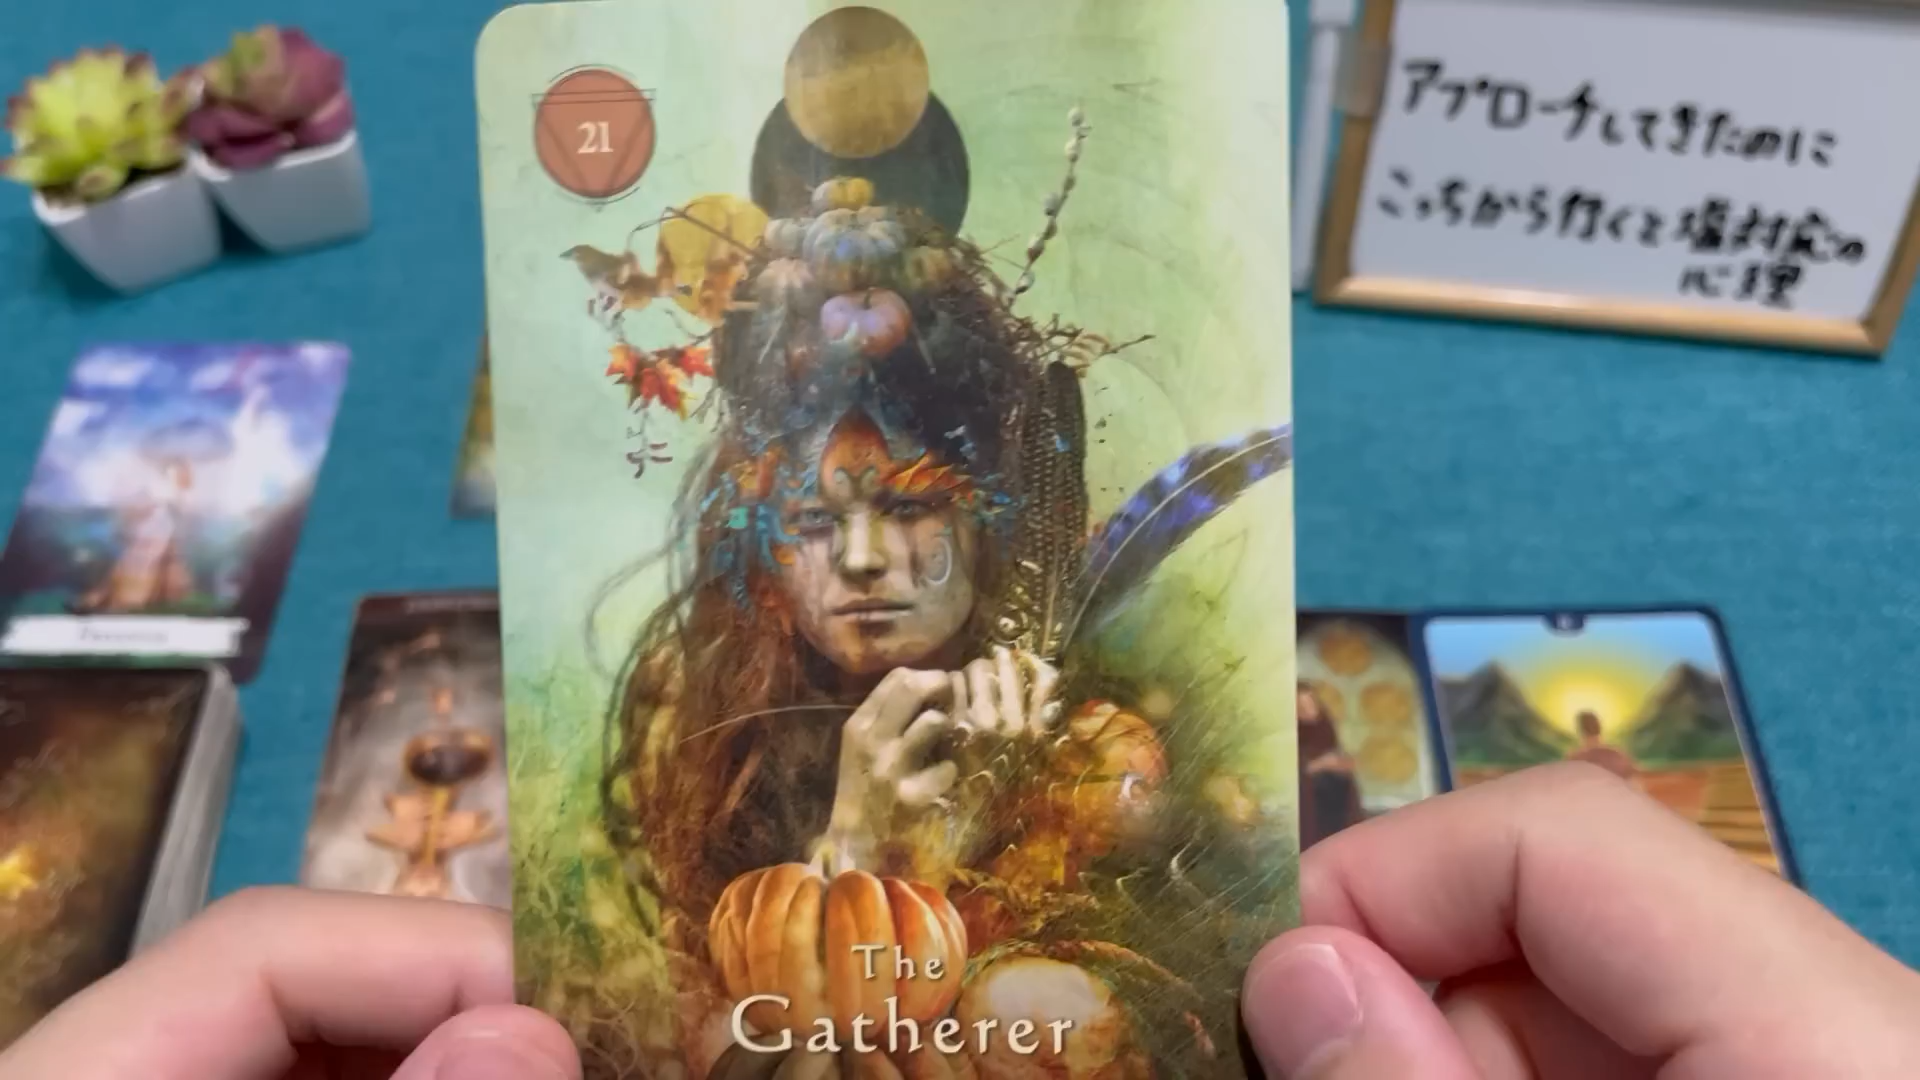 21
The
Gatherer
アプローチしてきたのに
こっちから行くと塩対応の
心理